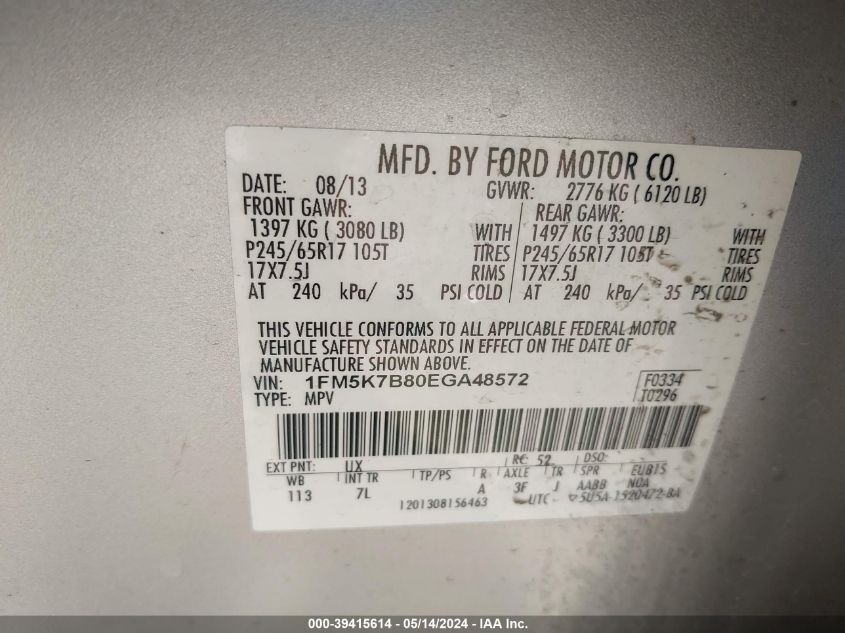 MFD. BY FORD MOTOR CO.
DATE: 08/13 GVWR: 2776 KG ( 6120 LB)
FRONT GAWR: REAR GAWR:
1397 KG ( 3080 LB) WITH 1497 KG ( 3300 LB) WITH
P245/65R17 105T TIRES P245/65R17 105T TIRES
17X7.5J RIMS 17X7.5J RIMS
AT 240 kPa/ 35 PSI COLD AT 240 kPa/ 35 PSI COLD
THIS VEHICLE CONFORMS TO ALL APPLICABLE FEDERAL MOTOR
VEHICLE SAFETY STANDARDS IN EFFECT ON THE DATE OF
MANUFACTURE SHOWN ABOVE.
VIN: 1FM5K7B80EGA48572 F0334
TYPE: MPV T0296
EXT PNT: UX RC: 52 DSO:
WB INT TR TP/PS R AXLE TR SPR EUB15
113 7L A 3F J AABB NOA
1201308156463 UTC
000-39415614 - 05/14/2024 - IAA Inc.